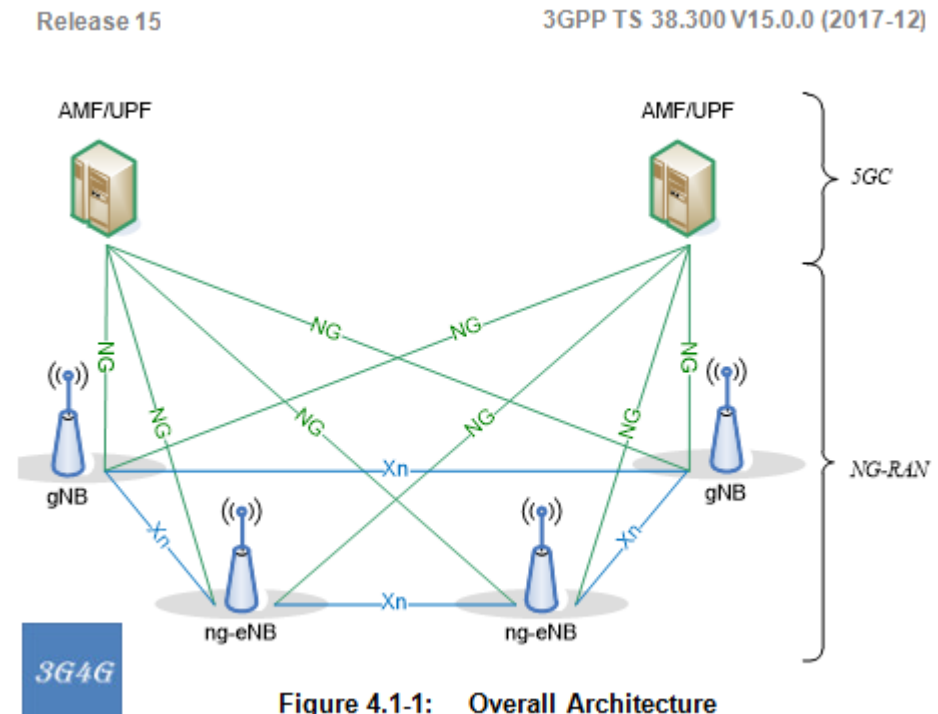 Release 15
3GPP TS 38.300 V15.0.0 (2017-12)
AMF/UPF
AMF/UPF
5GC
NG
NG
NG
NG
NG
NG
NG
NG
Xn
gNB
gNB
NG-RAN
Xn
Xn
Xn
ng-eNB
ng-eNB
3G4G
Figure 4.1-1: Overall Architecture